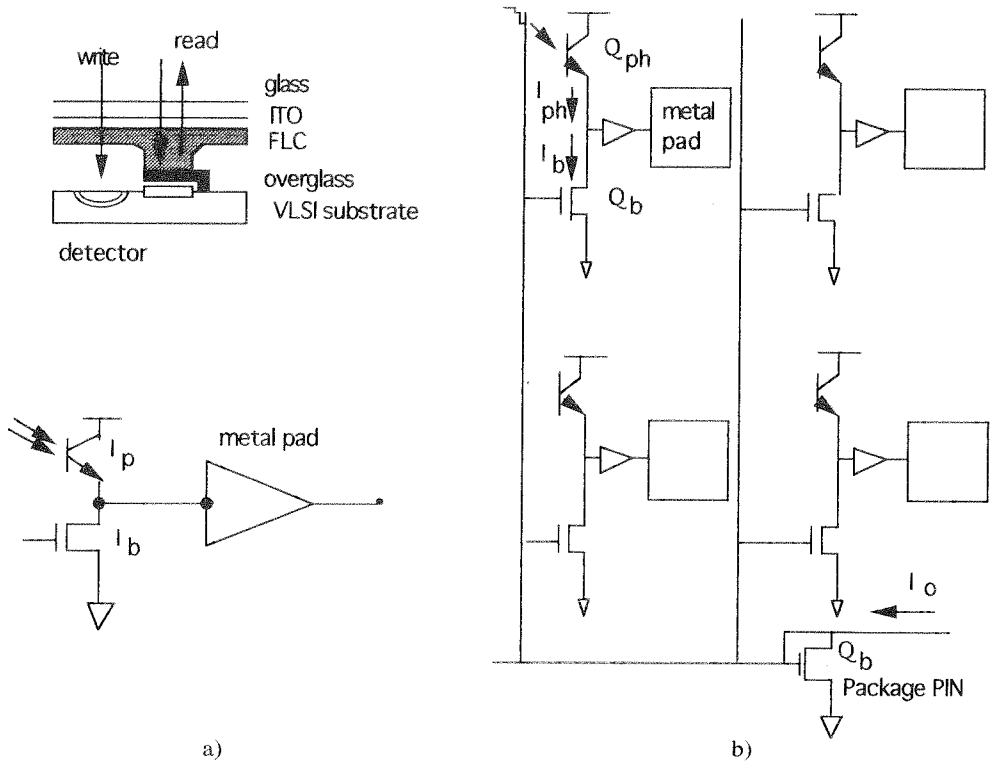 write
read
glass
ITO
FLC
overglass
VLSI substrate
detector
I p
I b
metal pad
a)
Q ph
I ph
I b
Q b
metal
pad
I o
Q b
Package PIN
b)